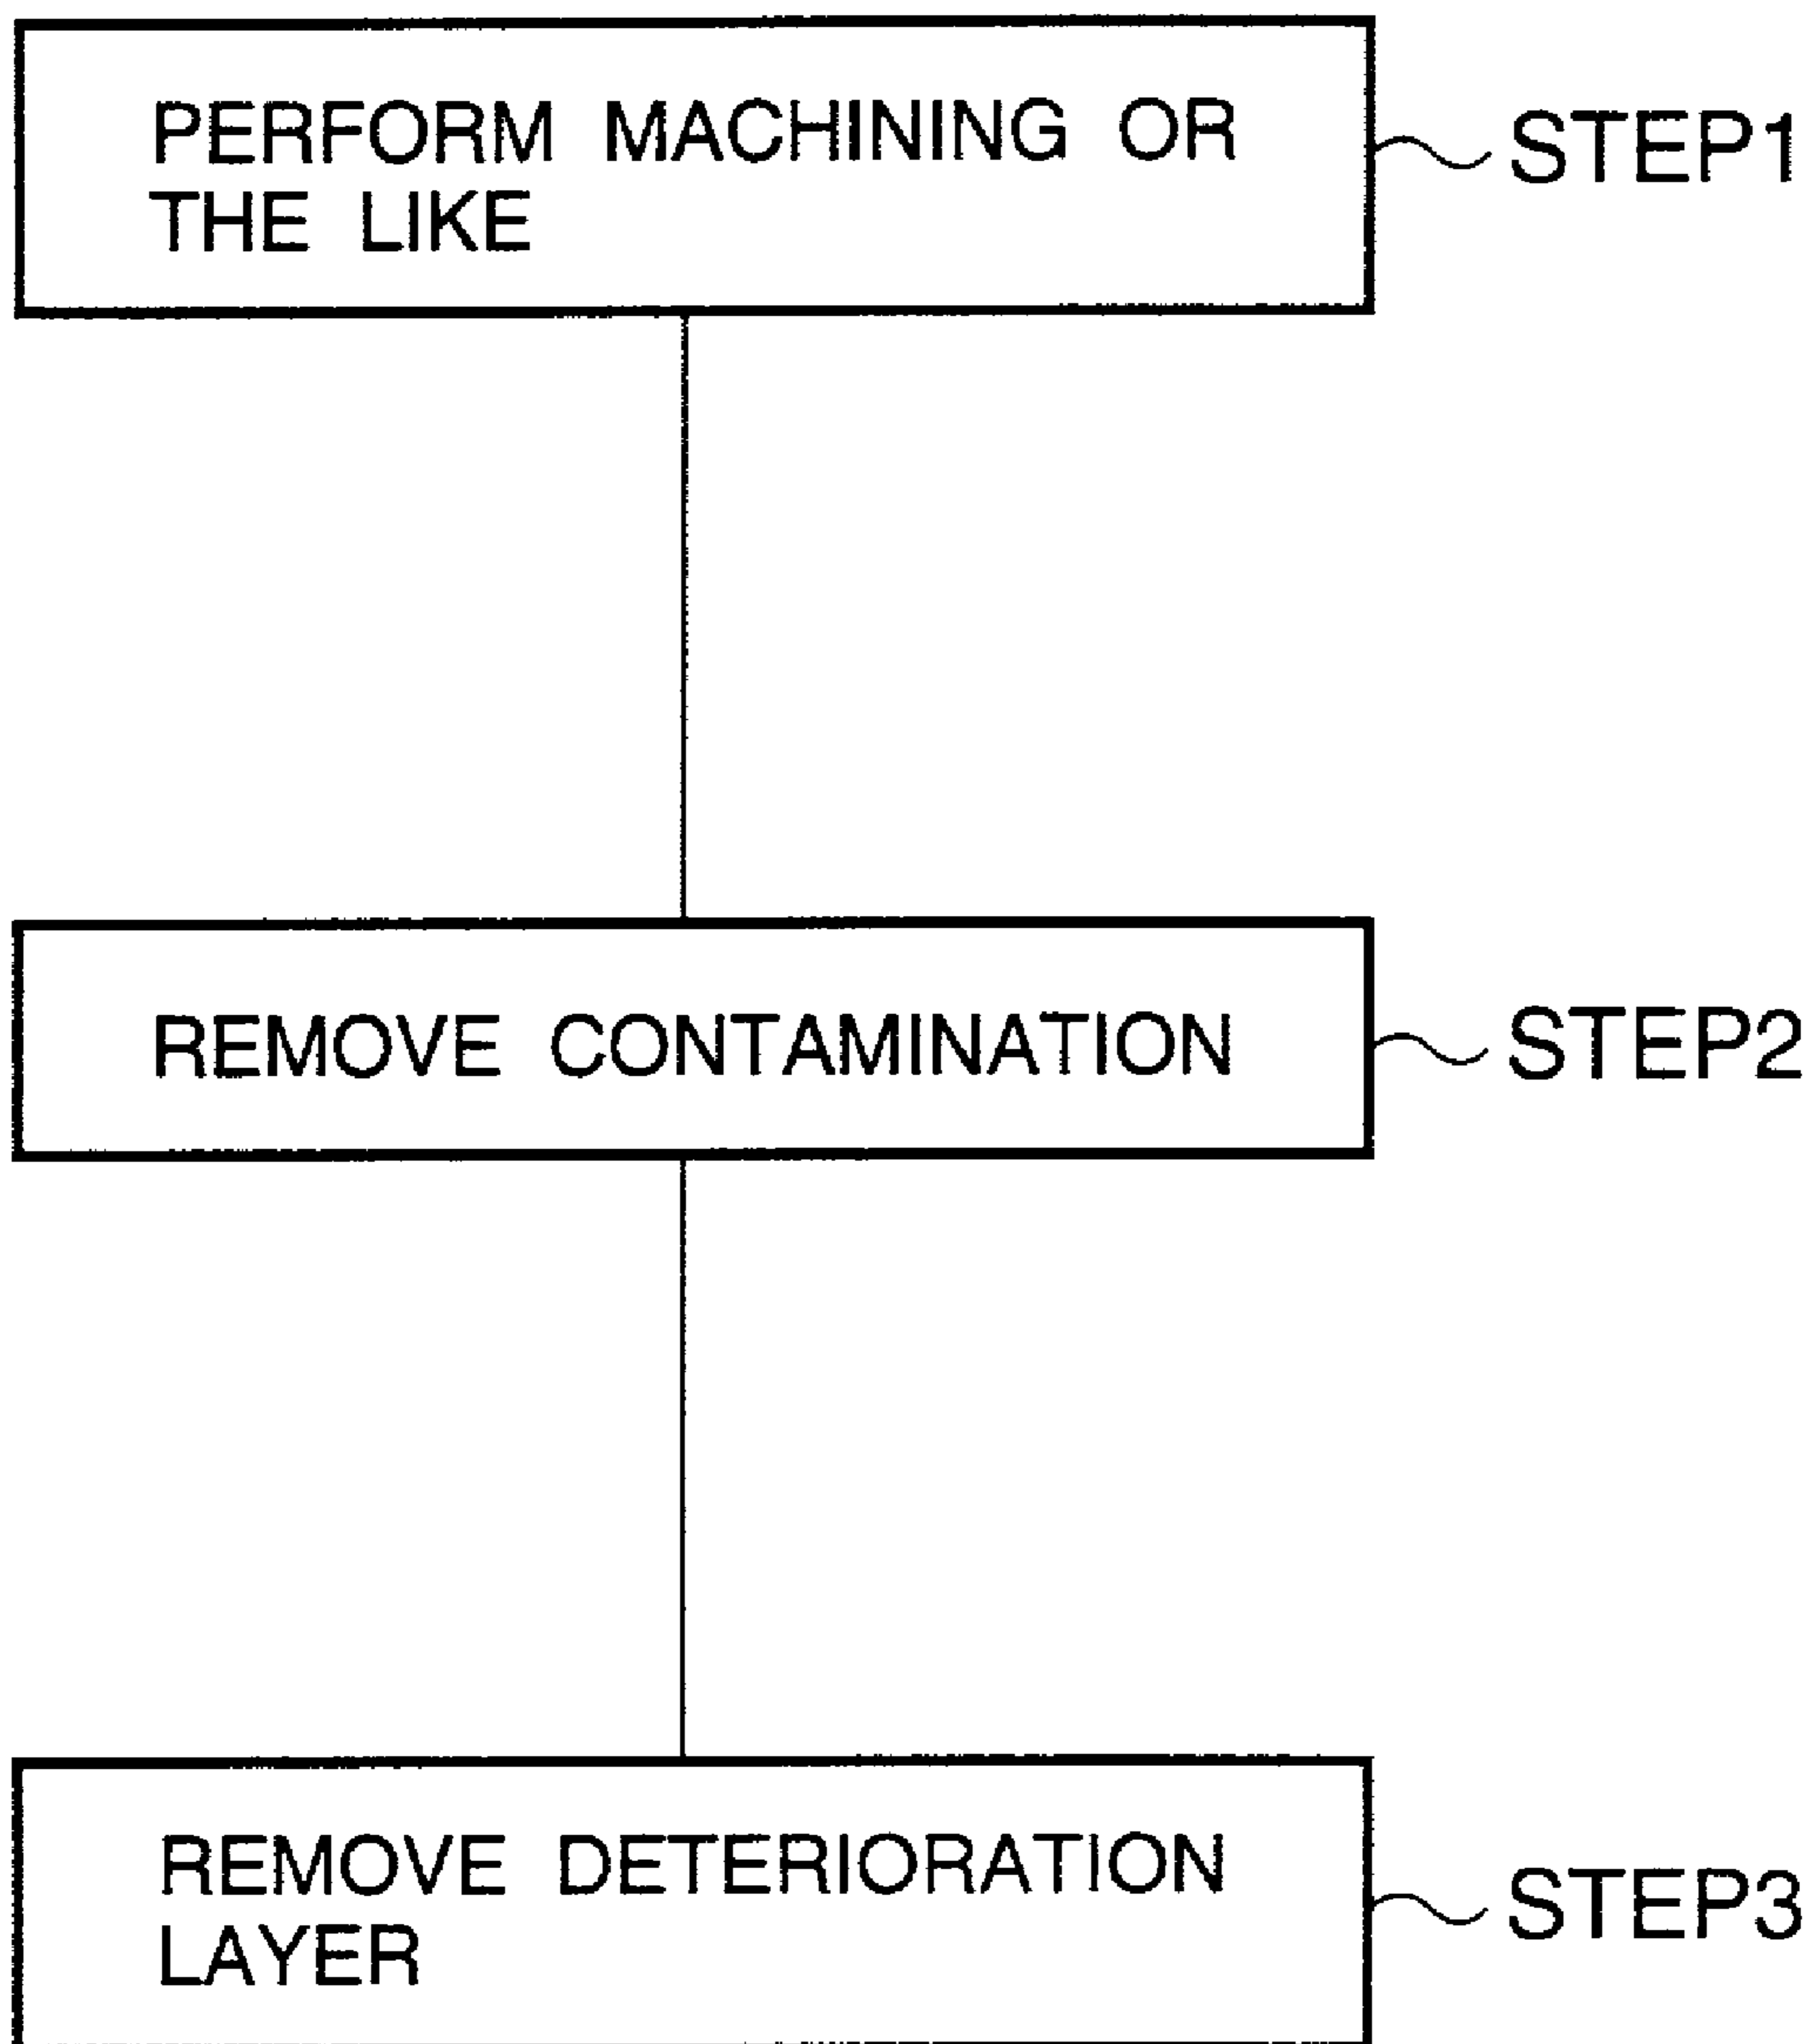 PERFORM MACHINING OR
THE LIKE
STEP1
REMOVE CONTAMINATION
STEP2
REMOVE DETERIORATION
LAYER
STEP3